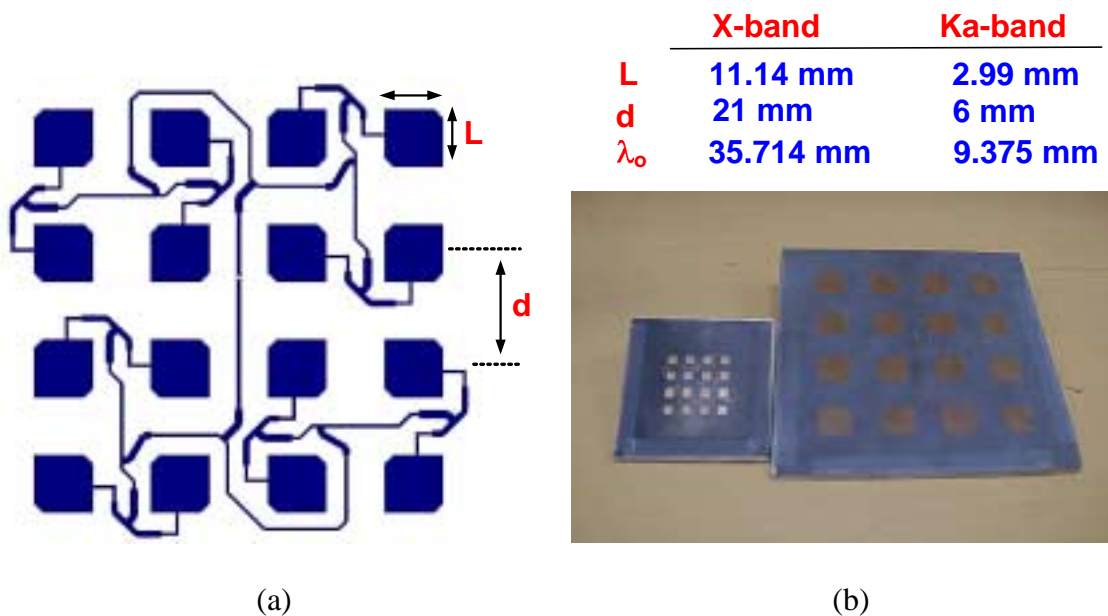 X-band Ka-band
L 11.14 mm 2.99 mm
d 21 mm 6 mm
λo 35.714 mm 9.375 mm
L
d
(a) (b)